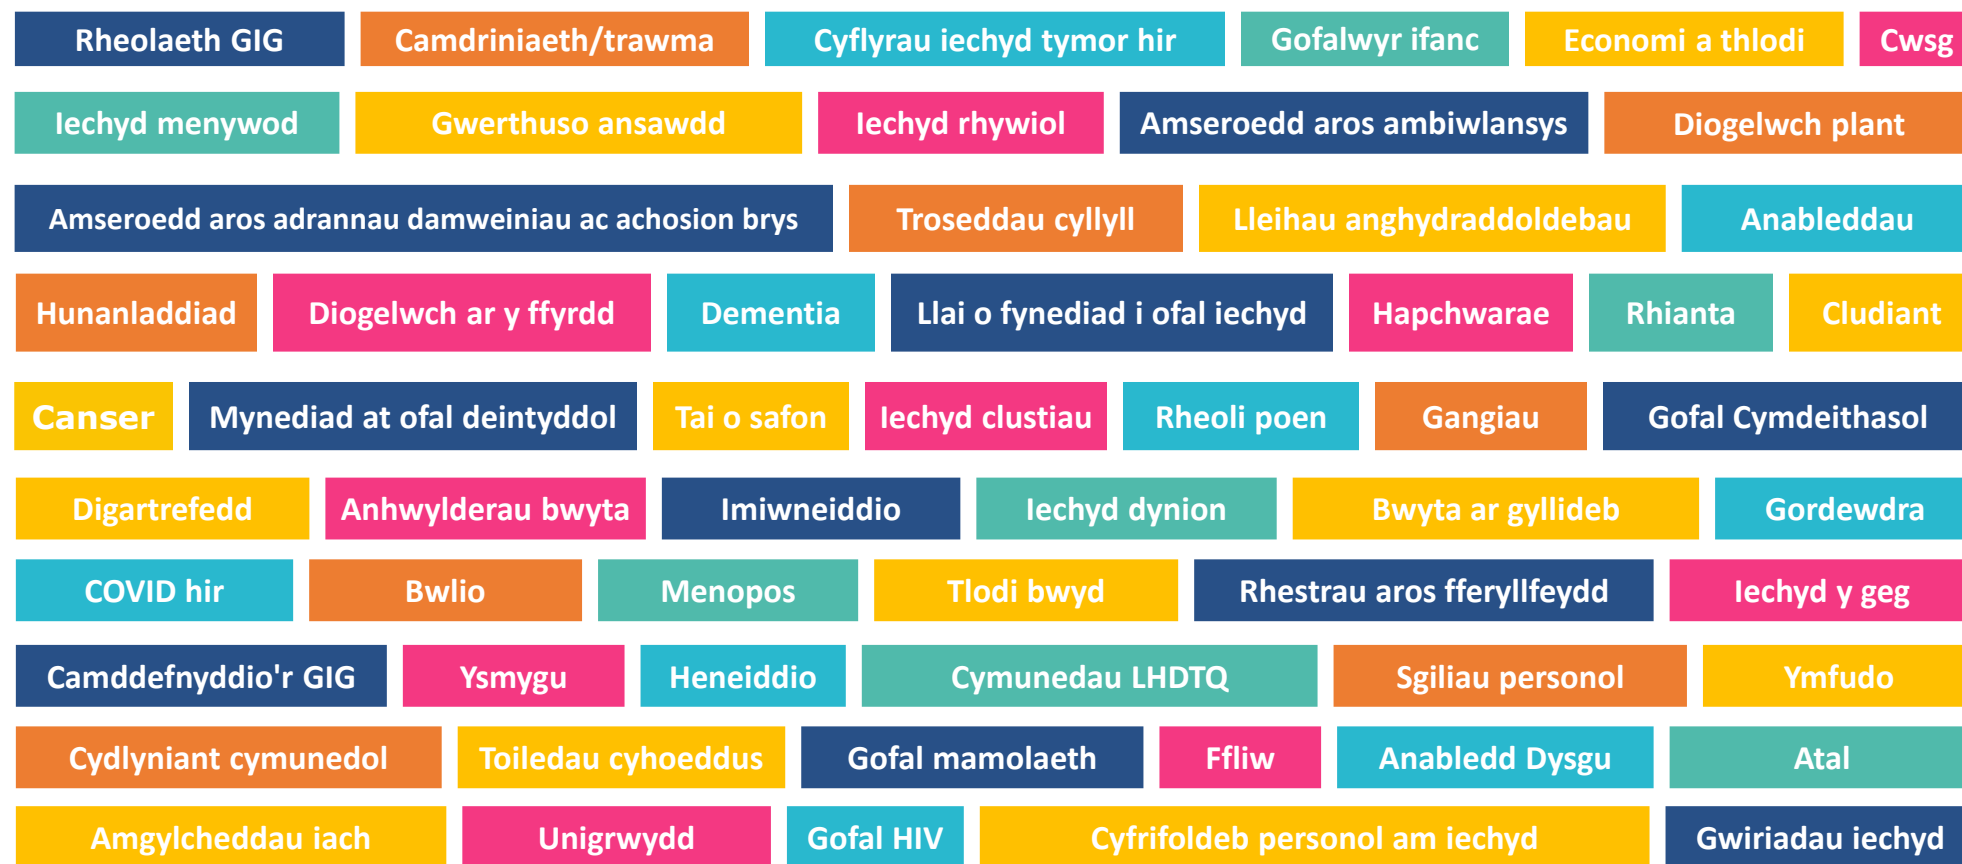 Rheolaeth GIG
Camdriniaeth/trawma
Cyflyrau iechyd tymor hir
Gofalwyr ifanc
Economi a thlodi
Cwsg
Iechyd menywod
Gwerthuso ansawdd
Iechyd rhywiol
Amseroedd aros ambiwlansys
Diogelwch plant
Amseroedd aros adrannau damweiniau ac achosion brys
Troseddau cyllyll
Lleihau anghydraddoldebau
Anableddau
Hunanladdiad
Diogelwch ar y ffyrdd
Dementia
Llai o fynediad i ofal iechyd
Hapchwarae
Rhianta
Cludiant
Canser
Mynediad at ofal deintyddol
Tai o safon
Iechyd clustiau
Rheoli poen
Gangiau
Gofal Cymdeithasol
Digartrefedd
Anhwylderau bwyta
Imiwneiddio
Iechyd dynion
Bwyta ar gyllideb
Gordewdra
COVID hir
Bwlio
Menopos
Tlodi bwyd
Rhestrau aros fferyllfeydd
Iechyd y geg
Camddefnyddio'r GIG
Ysmygu
Heneiddio
Cymunedau LHDTQ
Sgiliau personol
Ymfudo
Cydlyniant cymunedol
Toiledau cyhoeddus
Gofal mamolaeth
Ffliw
Anabledd Dysgu
Atal
Amgylcheddau iach
Unigrwydd
Gofal HIV
Cyfrifoldeb personol am iechyd
Gwiriadau iechyd